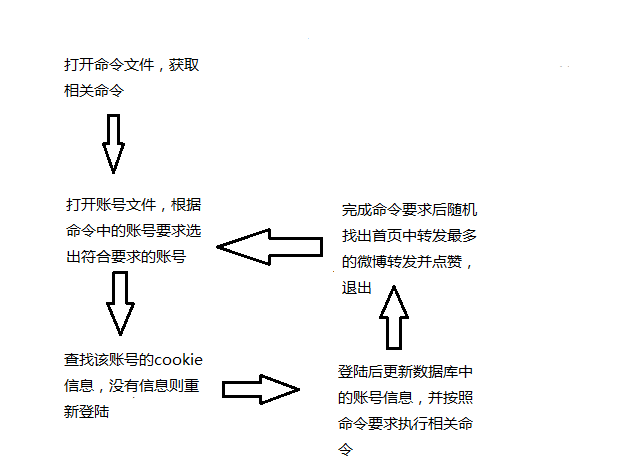 打开命令文件，获取
相关命令
打开账号文件，根据
命令中的账号要求选
出符合要求的账号
查找该账号的cookie
信息，没有信息则重
新登陆
登陆后更新数据库中
的账号信息，并按照
命令要求执行相关命
令
完成命令要求后随机
找出首页中转发最多
的微博转发并点赞，
退出